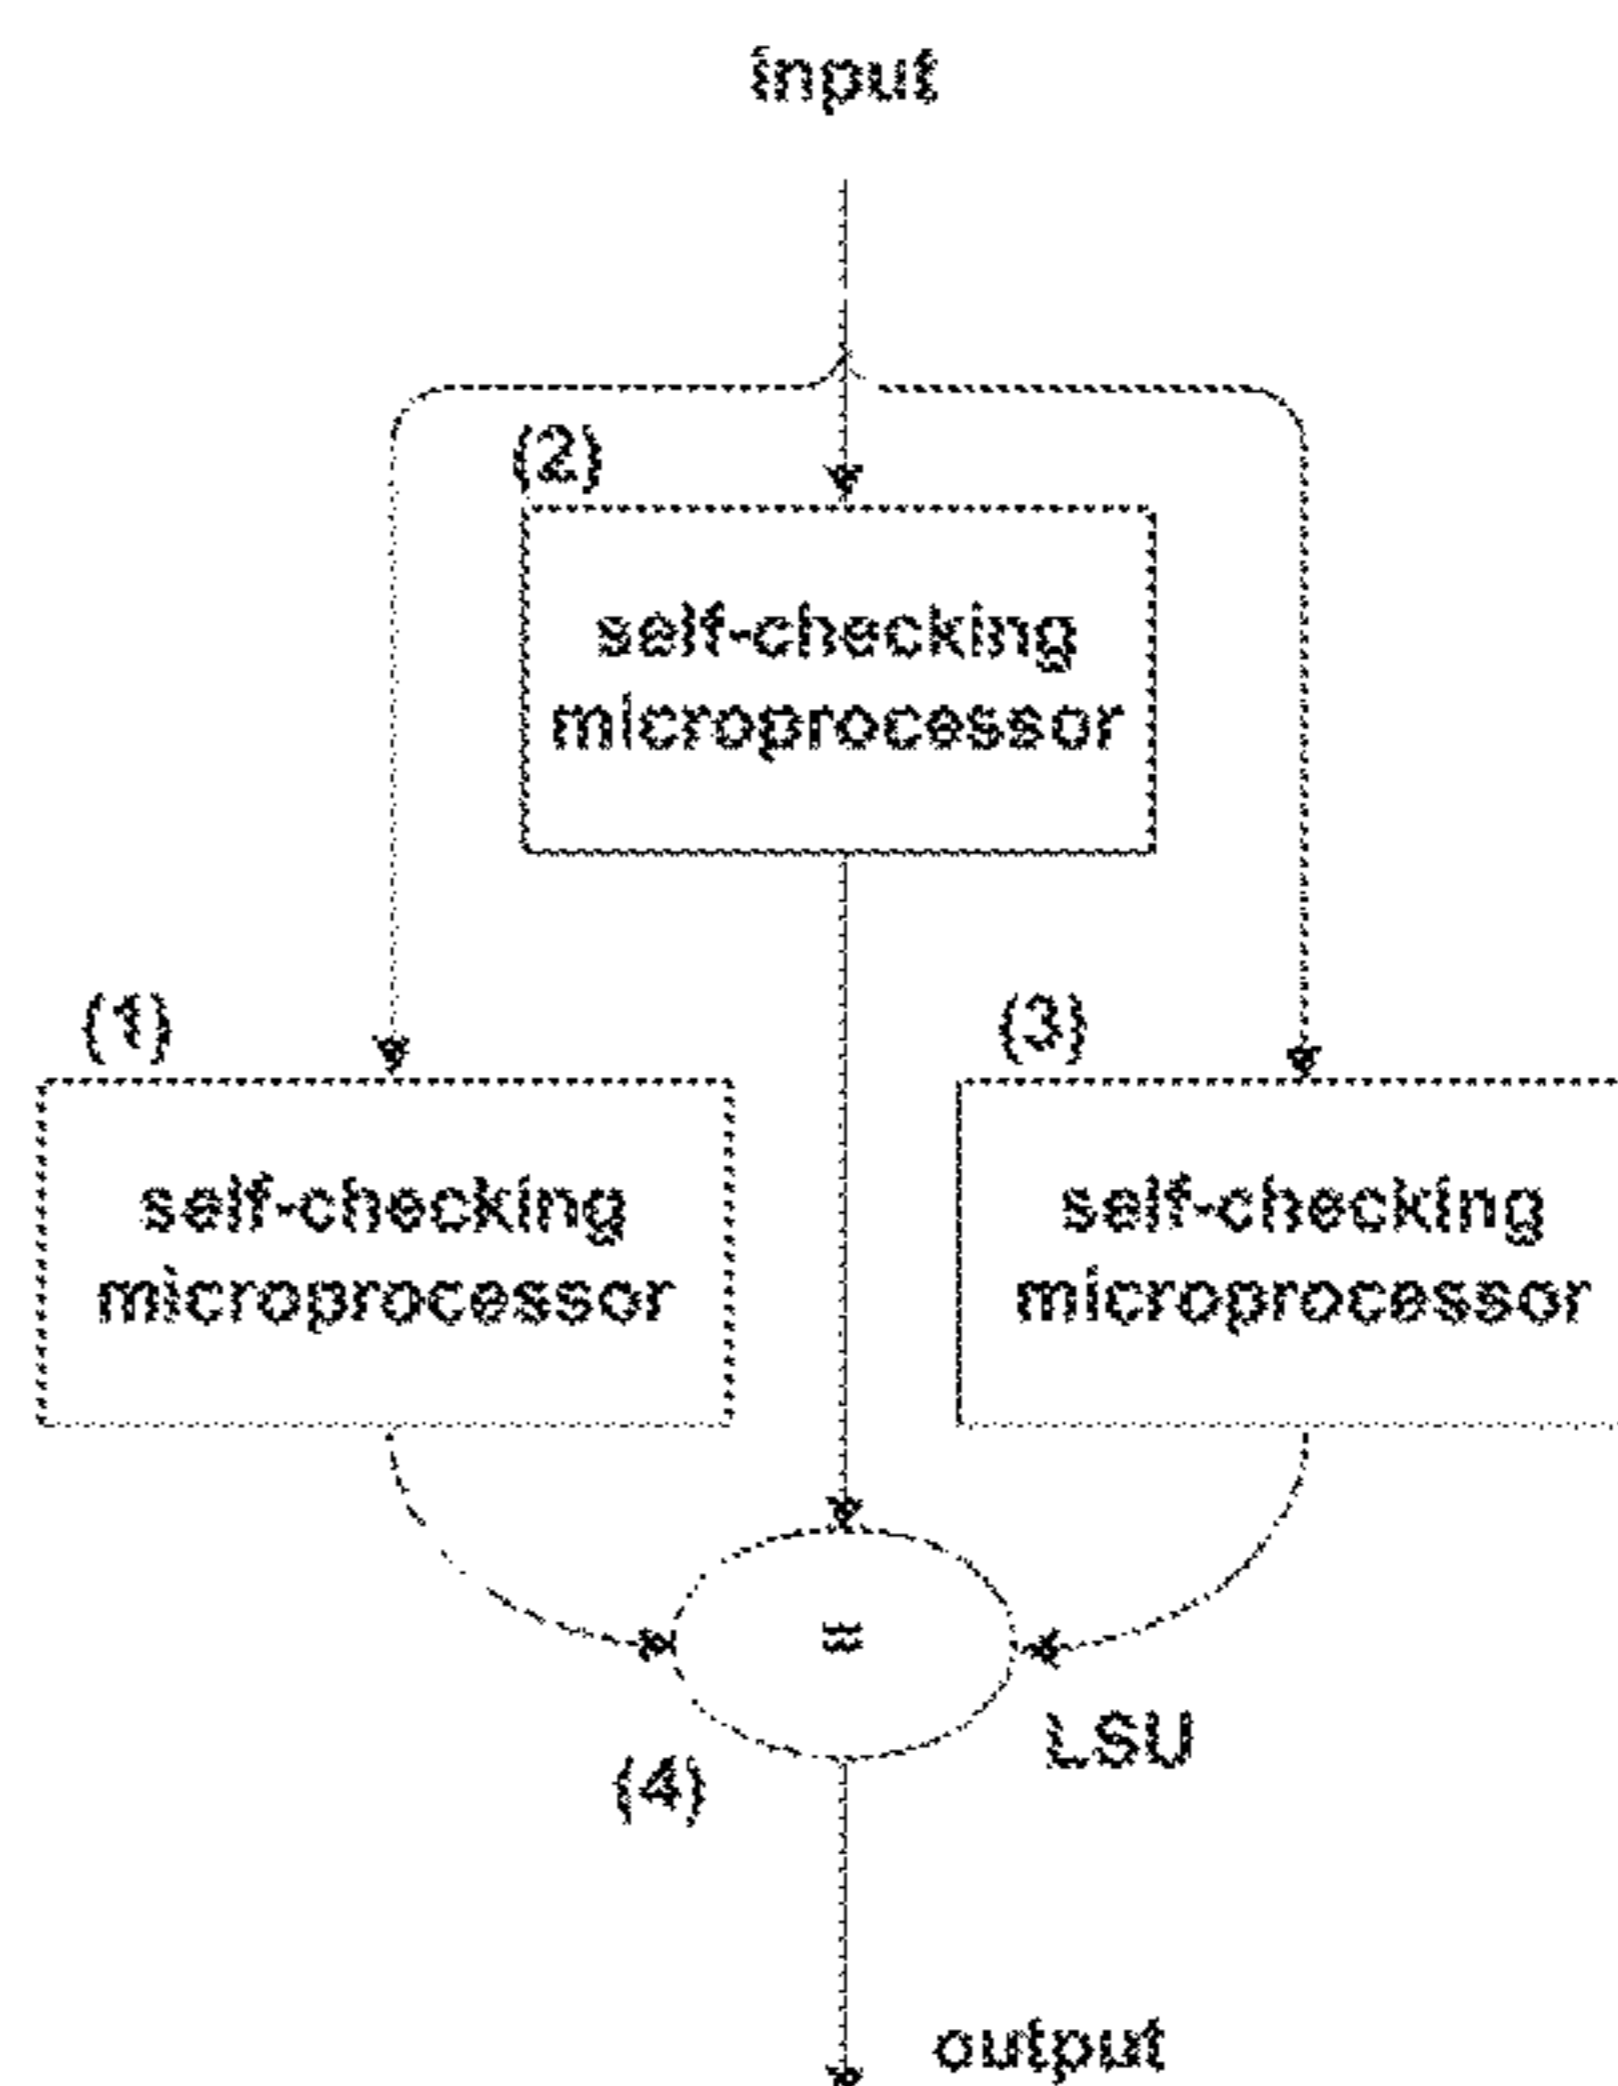 input
(2)
self-checking
microprocessor
(1)
self-checking
microprocessor
(3)
self-checking
microprocessor
=
LSU
(4)
output